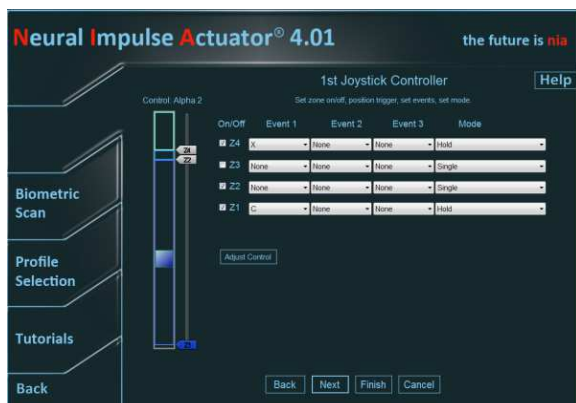 Neural Impulse Actuator® 4.01
the future is nia
1st Joystick Controller
Help
Control: Alpha 2
Set zone on/off, position trigger, set events, set mode.
On/Off Event 1 Event 2 Event 3 Mode
Z4 X None None Hold
Z3 None None None Single
Z2 None None None Single
Z1 C None None Hold
Z4
Z2
Biometric
Scan
Adjust Control
Profile
Selection
Tutorials
Back
Back Next Finish Cancel